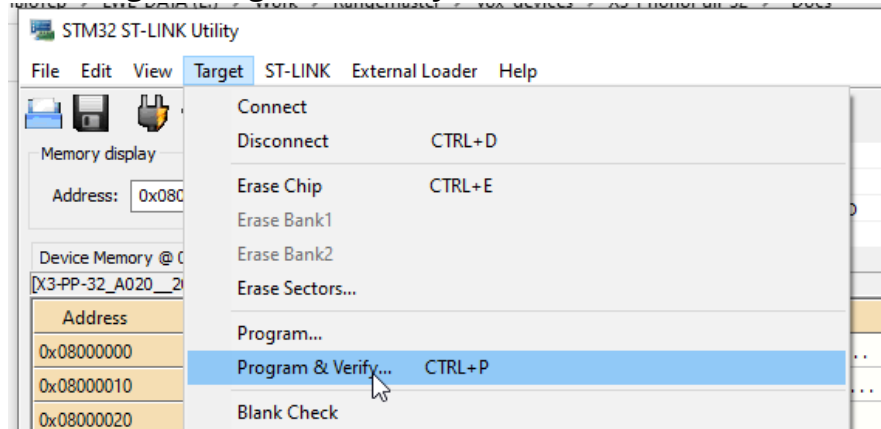 STM32 ST-LINK Utility
File Edit View Target ST-LINK External Loader Help
Connect
Disconnect CTRL+D
Memory display
Address: 0x080
Erase Chip CTRL+E
Erase Bank1
Erase Bank2
Erase Sectors...
Device Memory @
[X3-PP-32_A020__2
Address
Program...
0x08000000
Program & Verify... CTRL+P
0x08000010
Blank Check
0x08000020